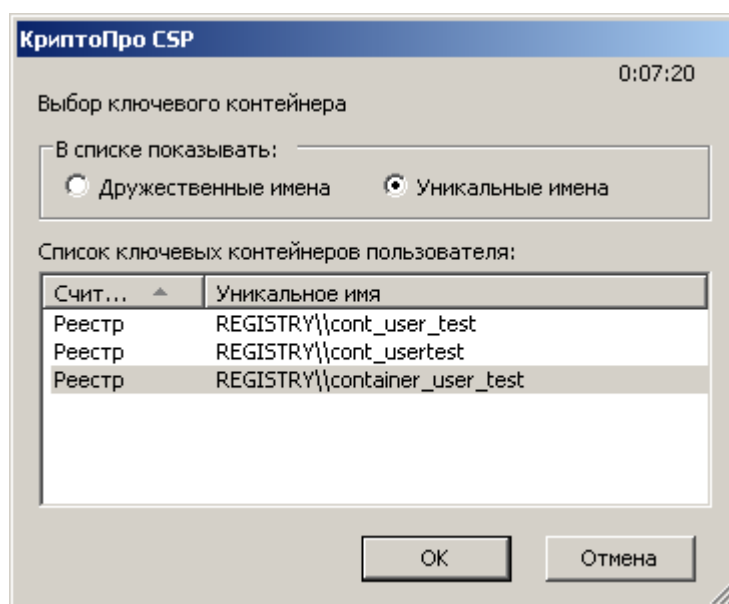 КриптоПро CSP
0:07:20
Выбор ключевого контейнера
В списке показывать:
Дружественные имена Уникальные имена
Список ключевых контейнеров пользователя:
Счит... Уникальное имя
Реестр REGISTRY\\cont_user_test
Реестр REGISTRY\\cont_usertest
Реестр REGISTRY\\container_user_test
OK Отмена